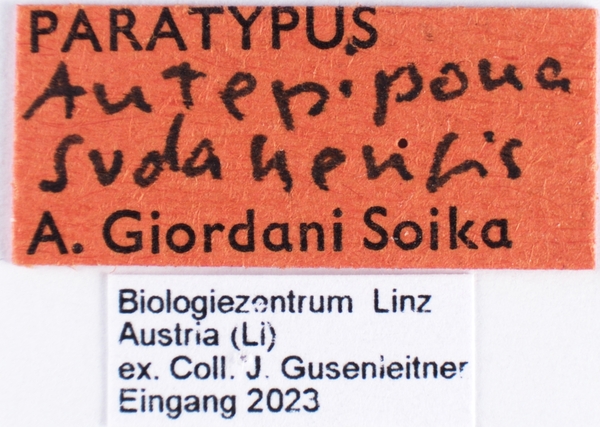 PARATYPUS
Antepipona
sudanensis
A. Giordani Soika
Biologiezentrum Linz
Austria (Li)
ex. Coll. J. Gusenleitner
Eingang 2023